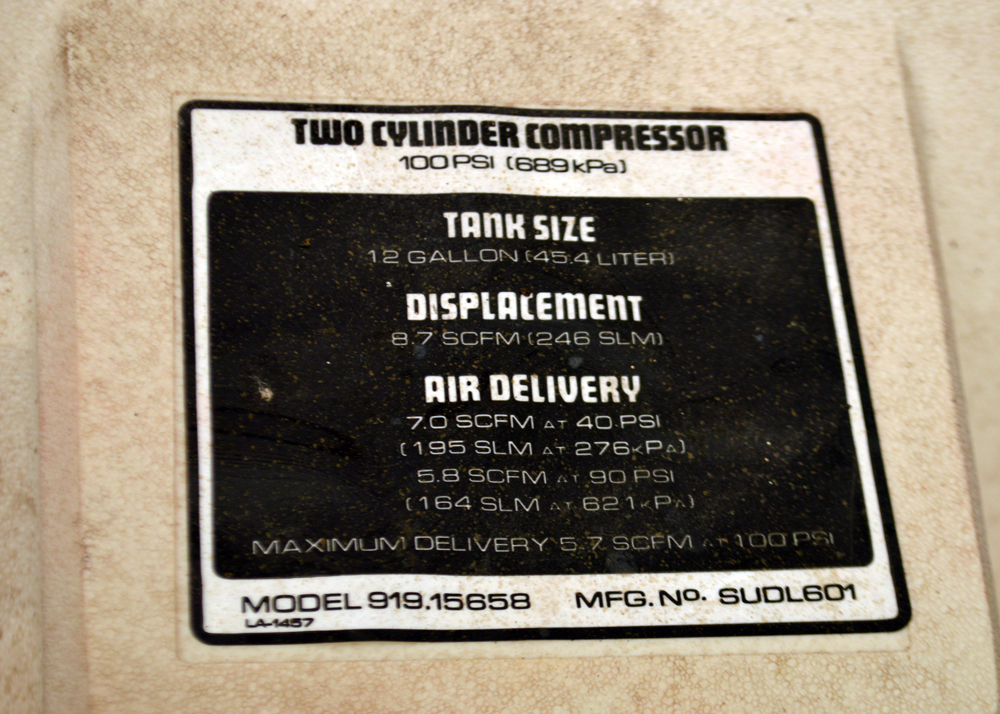 TWO CYLINDER COMPRESSOR
100 PSI (689 kPa)
TANK SIZE
12 GALLON (45.4 LITER)
DISPLACEMENT
8.7 SCFM (246 SLM)
AIR DELIVERY
7.0 SCFM AT 40 PSI
(195 SLM AT 276 kPA)
5.8 SCFM AT 90 PSI
(164 SLM AT 621 kPA)
MAXIMUM DELIVERY 5.7 SCFM AT 100 PSI
MODEL 919.15658 MFG. No. SUDL601
LA-1457